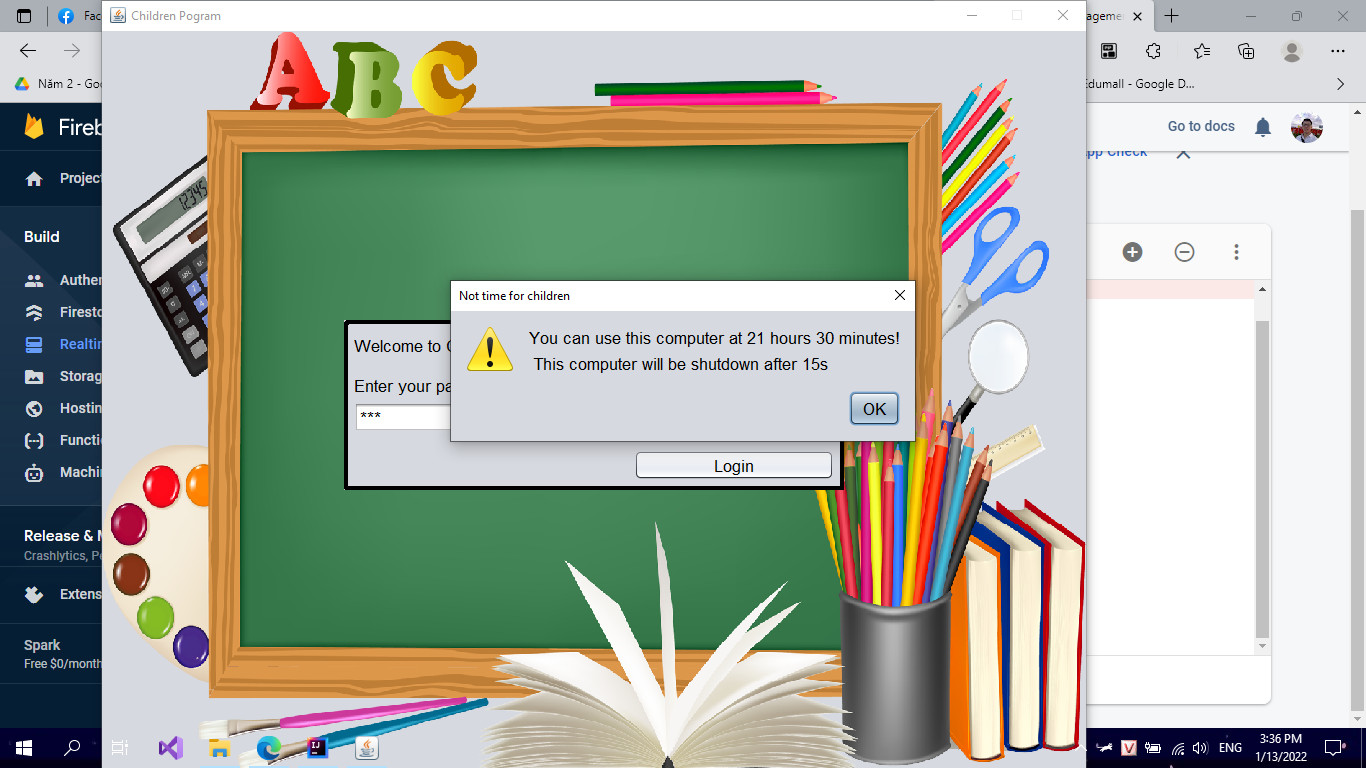 Fac
Children Pogram
ageme
Năm 2 - Go
Edumall - Google D...
ABC
Fireb
Go to docs
pp Check
12345
Project
Build
Authen
Firesto
Realtim
Storag
Hostin
Functi
Machi
Release & M
Crashlytics, Pe
Extens
Spark
Free $0/month
Not time for children
You can use this computer at 21 hours 30 minutes!
This computer will be shutdown after 15s
OK
Welcome to C
Enter your pa
***
Login
ENG
3:36 PM
1/13/2022